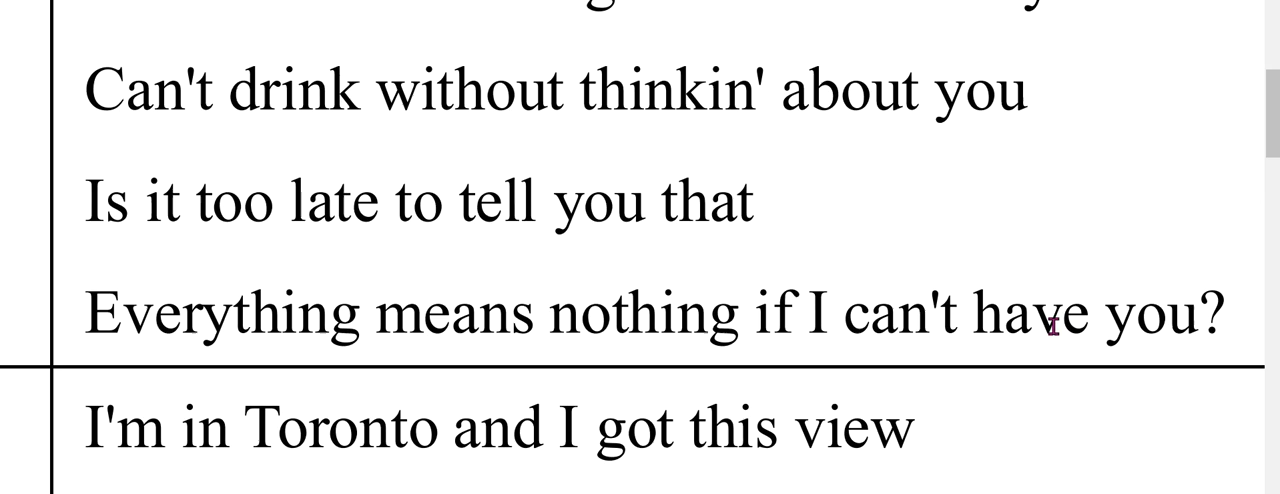 Can't drink without thinkin' about you
Is it too late to tell you that
Everything means nothing if I can't have you?
I'm in Toronto and I got this view